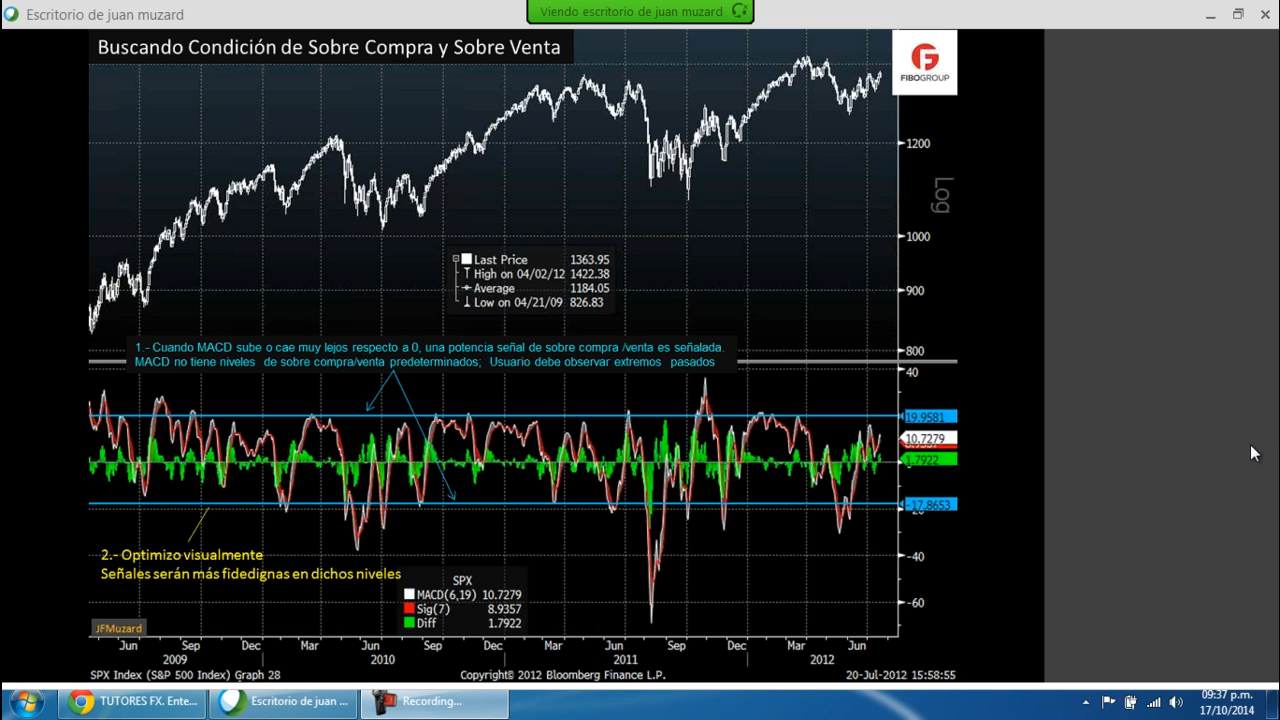 Escritorio de juan muzard
Viendo escritorio de juan muzard
Buscando Condición de Sobre Compra y Sobre Venta
FIBOGROUP
1200
Log
1000
Last Price 1363.95
High on 04/02/12 1422.38
Average 1184.05
Low on 04/21/09 826.83
900
1.- Cuando MACD sube o cae muy lejos respecto a 0, una potencia señal de sobre compra /venta es señalada.
MACD no tiene niveles de sobre compra/venta predeterminados; Usuario debe observar extremos pasados
800
40
19.9581
10.7279
1.7922
-17.8653
2.- Optimizo visualmente
Señales serán más fidedignas en dichos niveles
-40
SPX
MACD(6,19) 10.7279
Sig(7) 8.9357
Diff 1.7922
-60
JFMuzard
Jun Sep Dec Mar Jun Sep Dec Mar Jun Sep Dec Mar Jun
2009 2010 2011 2012
SPX Index (S&P 500 Index) Graph 28 Copyright© 2012 Bloomberg Finance L.P. 20-Jul-2012 15:58:55
TUTORES FX. Ente... Escritorio de juan ... Recording...
09:37 p.m.
17/10/2014